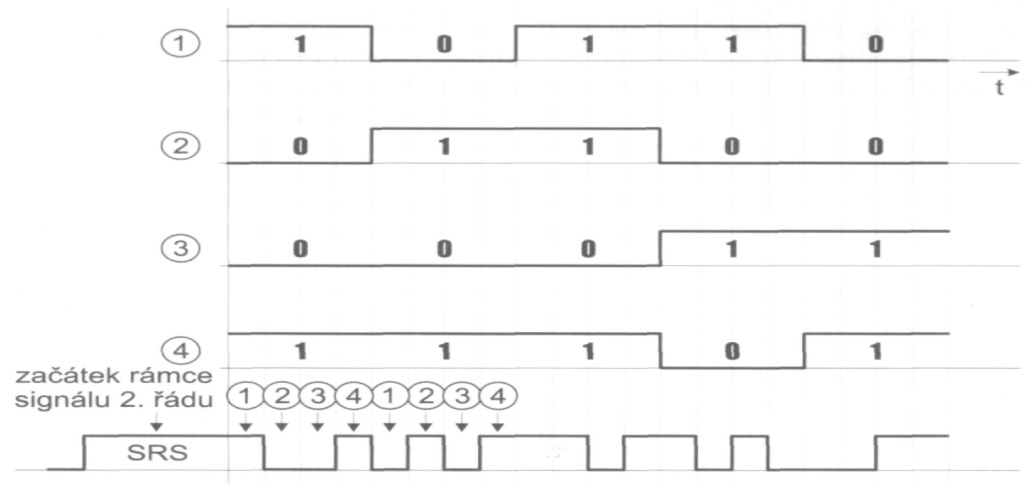 ① 1 0 1 1 0
t
② 0 1 1 0 0
③ 0 0 0 1 1
④ 1 1 1 0 1
začátek rámce
signálu 2. řádu ① ② ③ ④ ① ② ③ ④
SRS